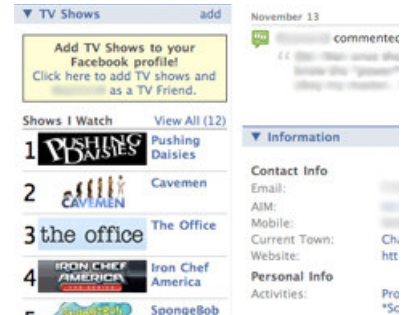 ▼ TV Shows add
Add TV Shows to your
Facebook profile!
Click here to add TV shows and
as a TV Friend.
Shows I Watch View All (12)
1 PUSHING DAISIES Pushing
Daisies
2 CAVEMEN Cavemen
3 the office The Office
4 IRON CHEF AMERICA Iron Chef
America
SpongeBob
November 13
commented
▼ Information
Contact Info
Email:
AIM:
Mobile:
Current Town: Cha
Website: htt
Personal Info
Activities: Pro